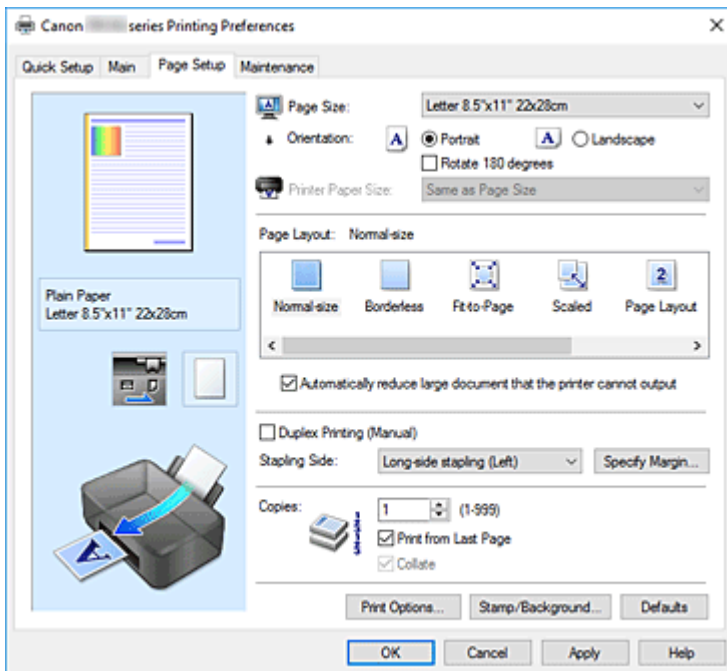 Canon series Printing Preferences
Quick Setup Main Page Setup Maintenance
Page Size: Letter 8.5"x11" 22x28cm
Orientation: A Portrait A Landscape
Rotate 180 degrees
Printer Paper Size: Same as Page Size
Page Layout: Normal-size
2
Normal-size Borderless Fit-to-Page Scaled Page Layout
Plain Paper
Letter 8.5"x11" 22x28cm
Automatically reduce large document that the printer cannot output
Duplex Printing (Manual)
Stapling Side: Long-side stapling (Left) Specify Margin...
Copies: 1 (1-999)
Print from Last Page
Collate
A
Print Options... Stamp/Background... Defaults
OK Cancel Apply Help